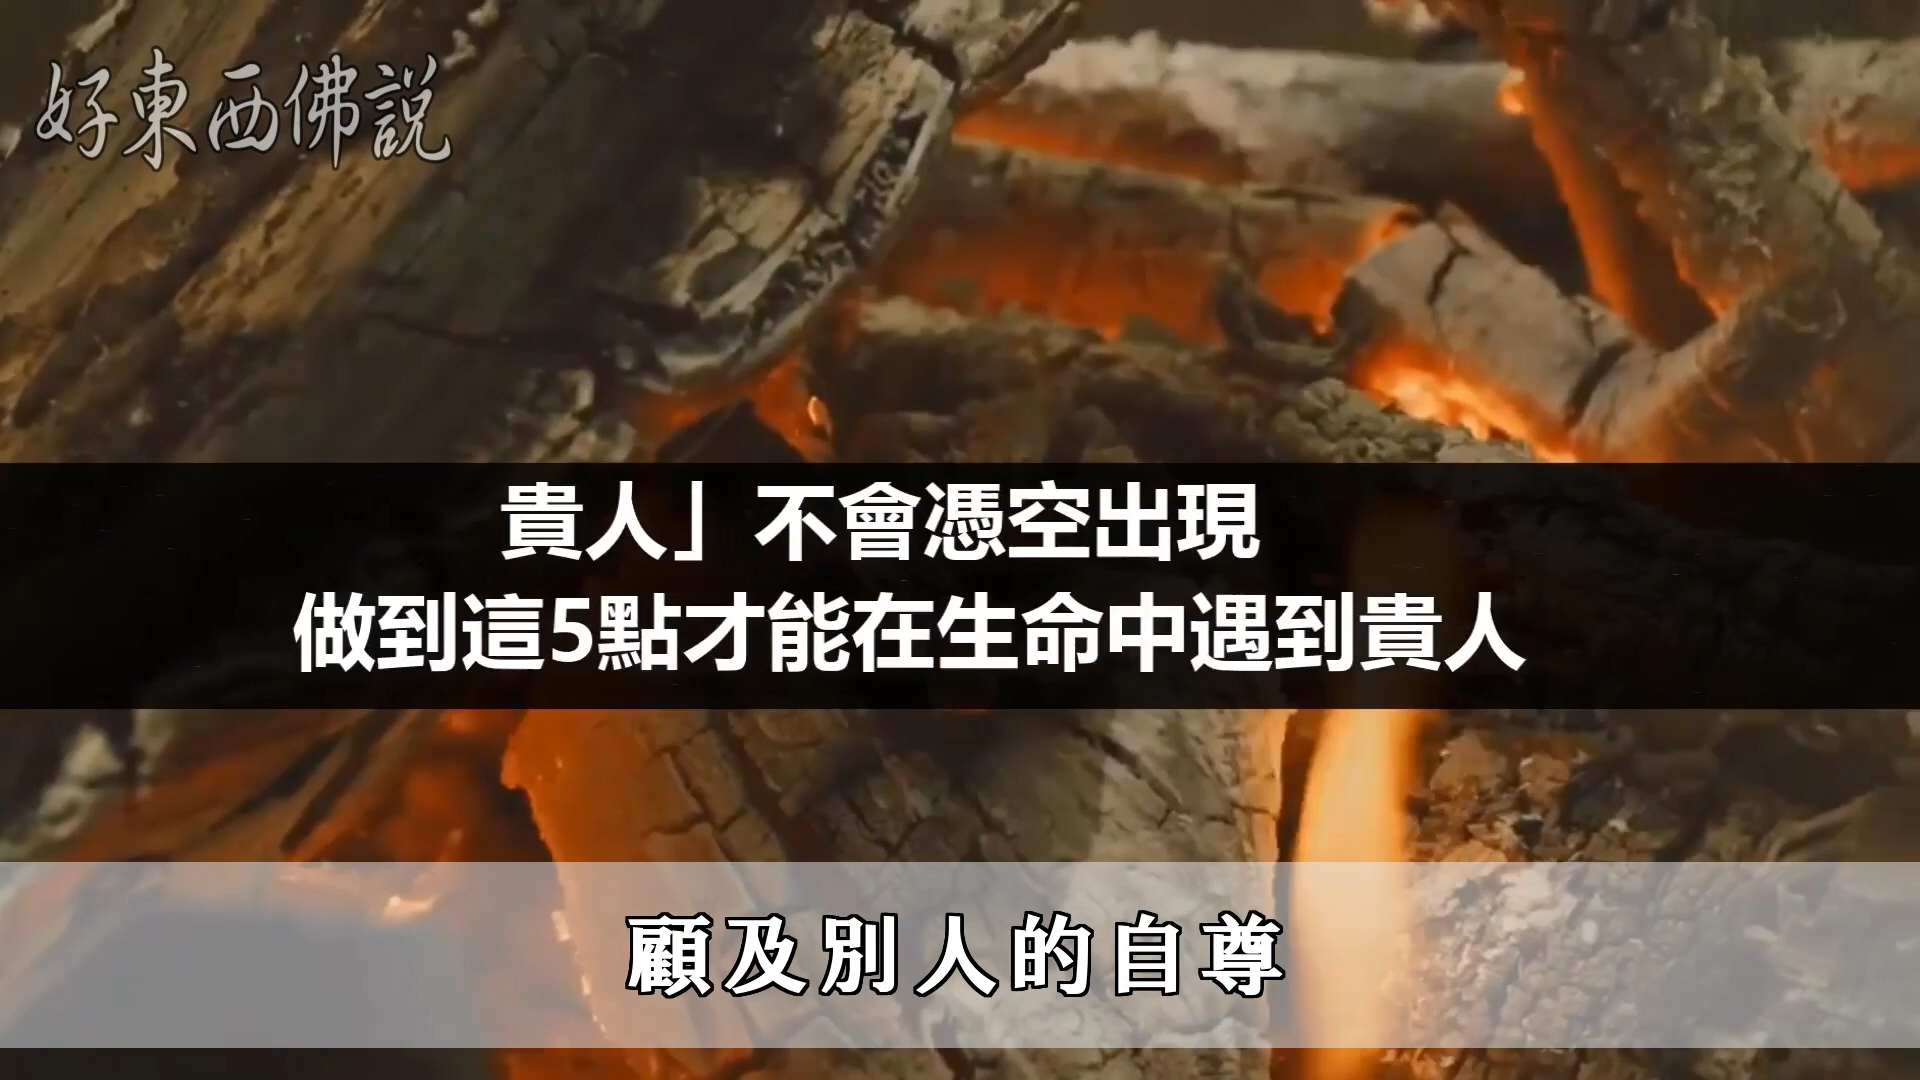 好東西佛説
貴人」不會憑空出現
做到這5點才能在生命中遇到貴人
顧及別人的自尊